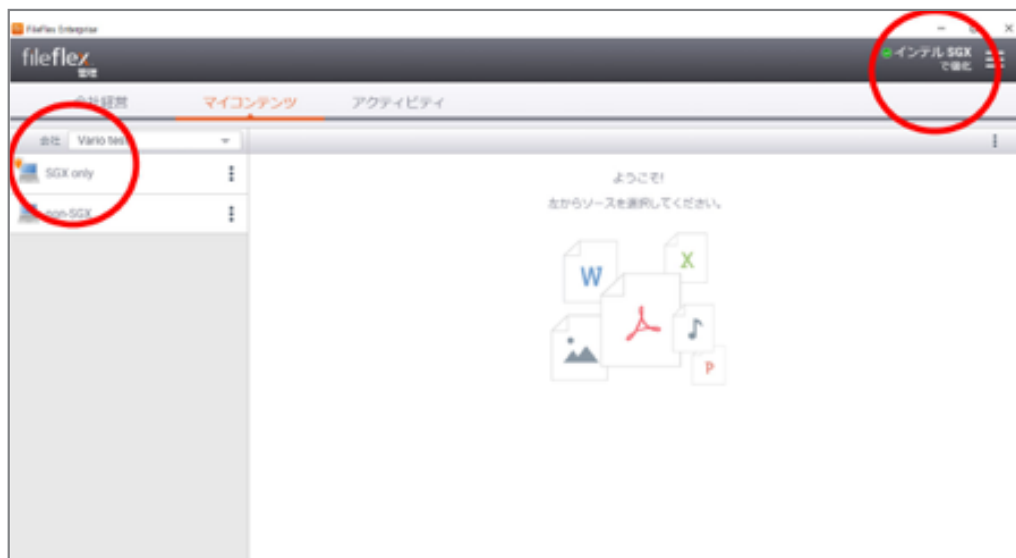 FileFlex Enterprise
fileflex
管理
インテル SGX
で強化
会社経営
マイコンテンツ
アクティビティ
会社
Vario test
SGX only
non-SGX
ようこそ!
左からソースを選択してください。
W
X
P